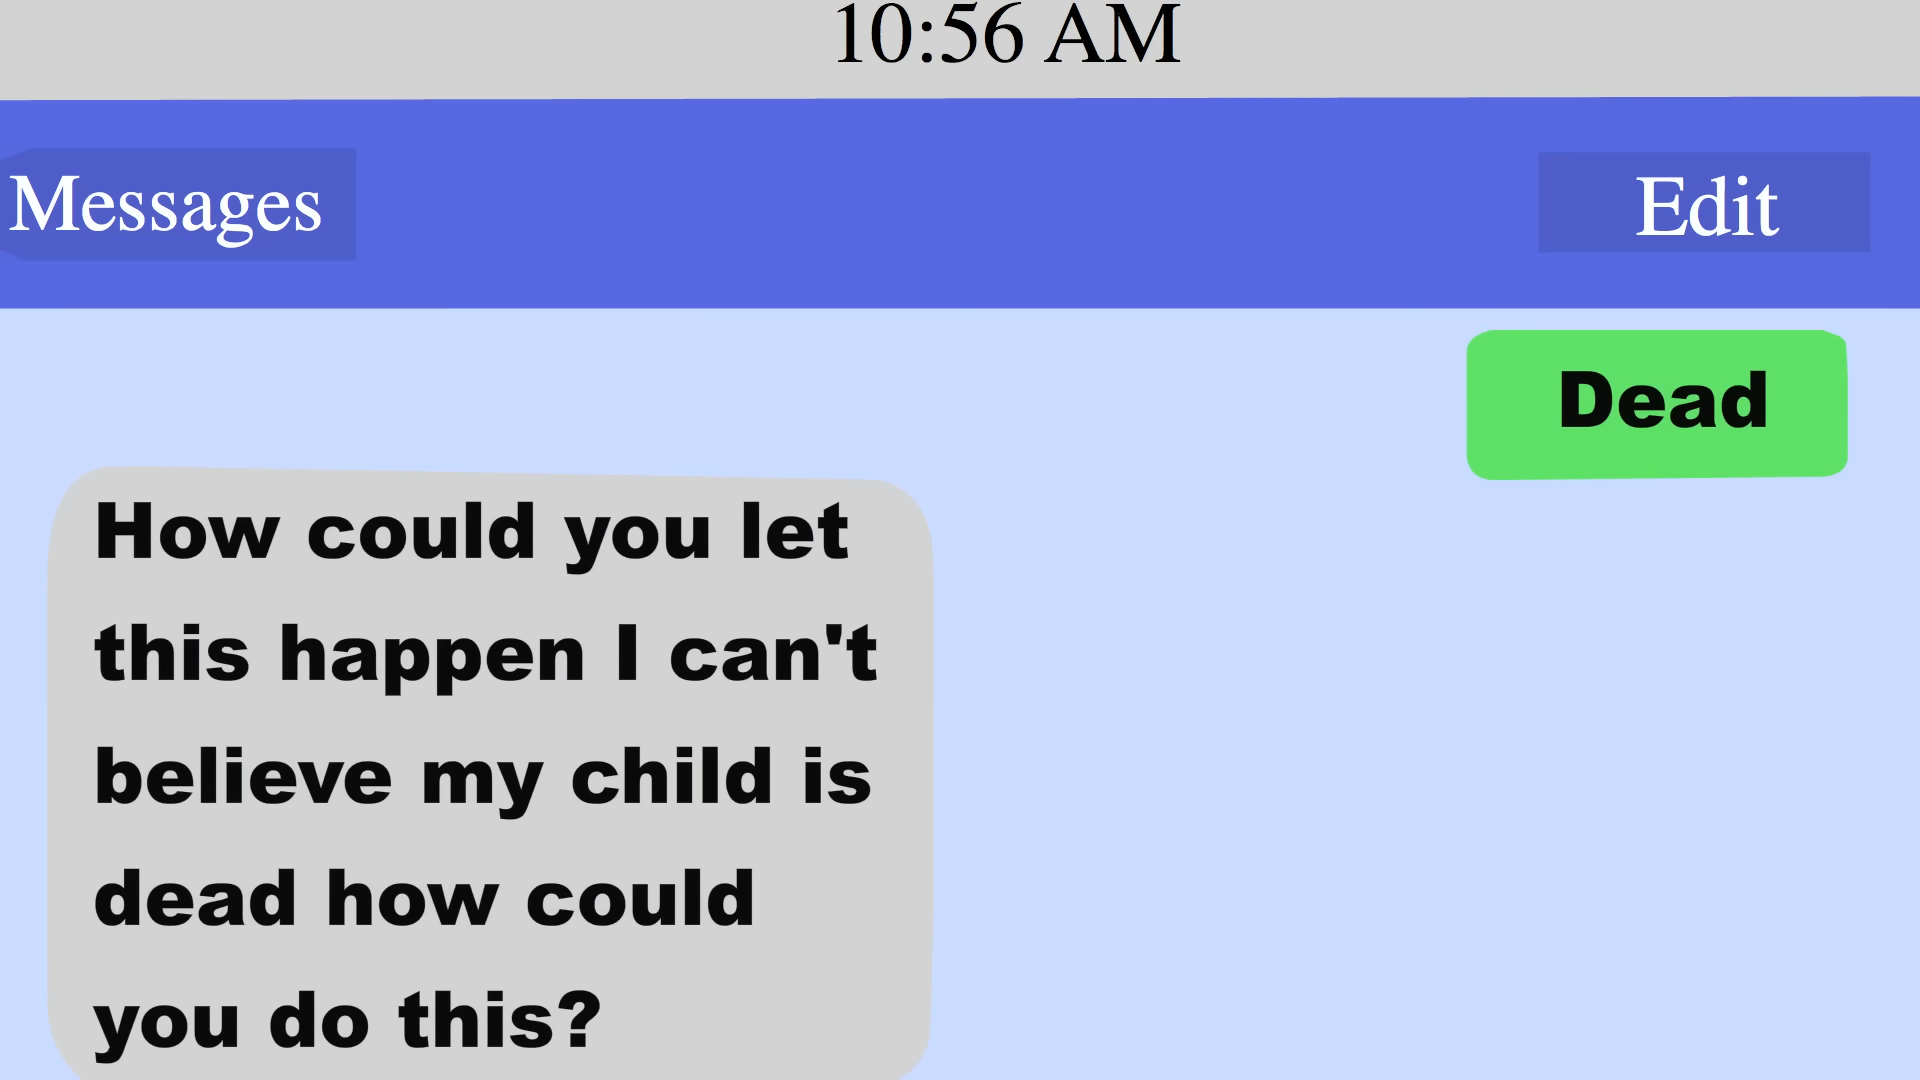 10:56 AM
Messages
Edit
Dead
How could you let
this happen I can't
believe my child is
dead how could
you do this?